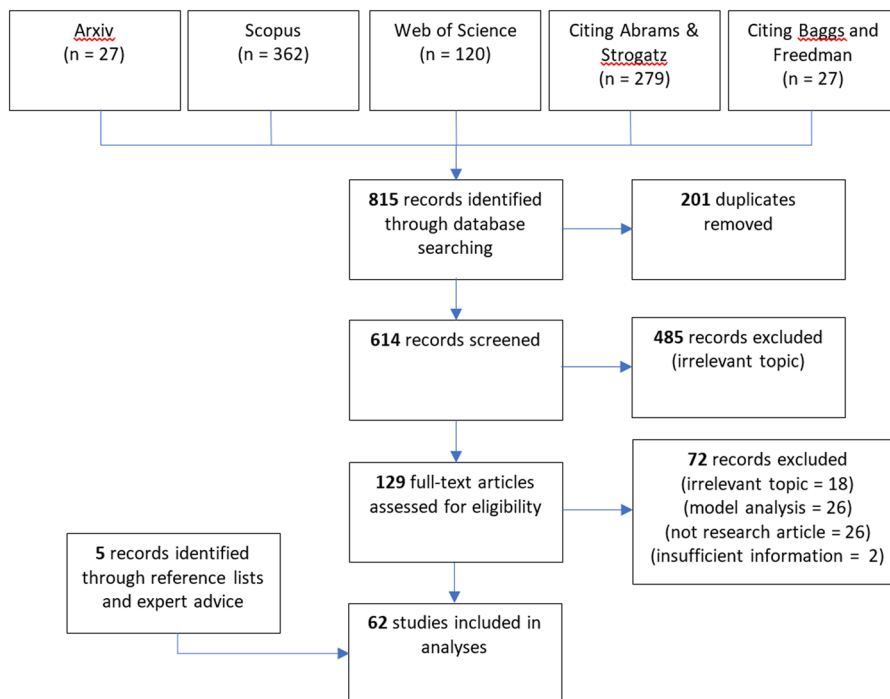 Arxiv
(n = 27)
Scopus
(n = 362)
Web of Science
(n = 120)
Citing Abrams &
Strogatz
(n = 279)
Citing Baggs and
Freedman
(n = 27)
815 records identified
through database
searching
201 duplicates
removed
614 records screened
485 records excluded
(irrelevant topic)
129 full-text articles
assessed for eligibility
72 records excluded
(irrelevant topic = 18)
(model analysis = 26)
(not research article = 26)
(insufficient information = 2)
5 records identified
through reference lists
and expert advice
62 studies included in
analyses